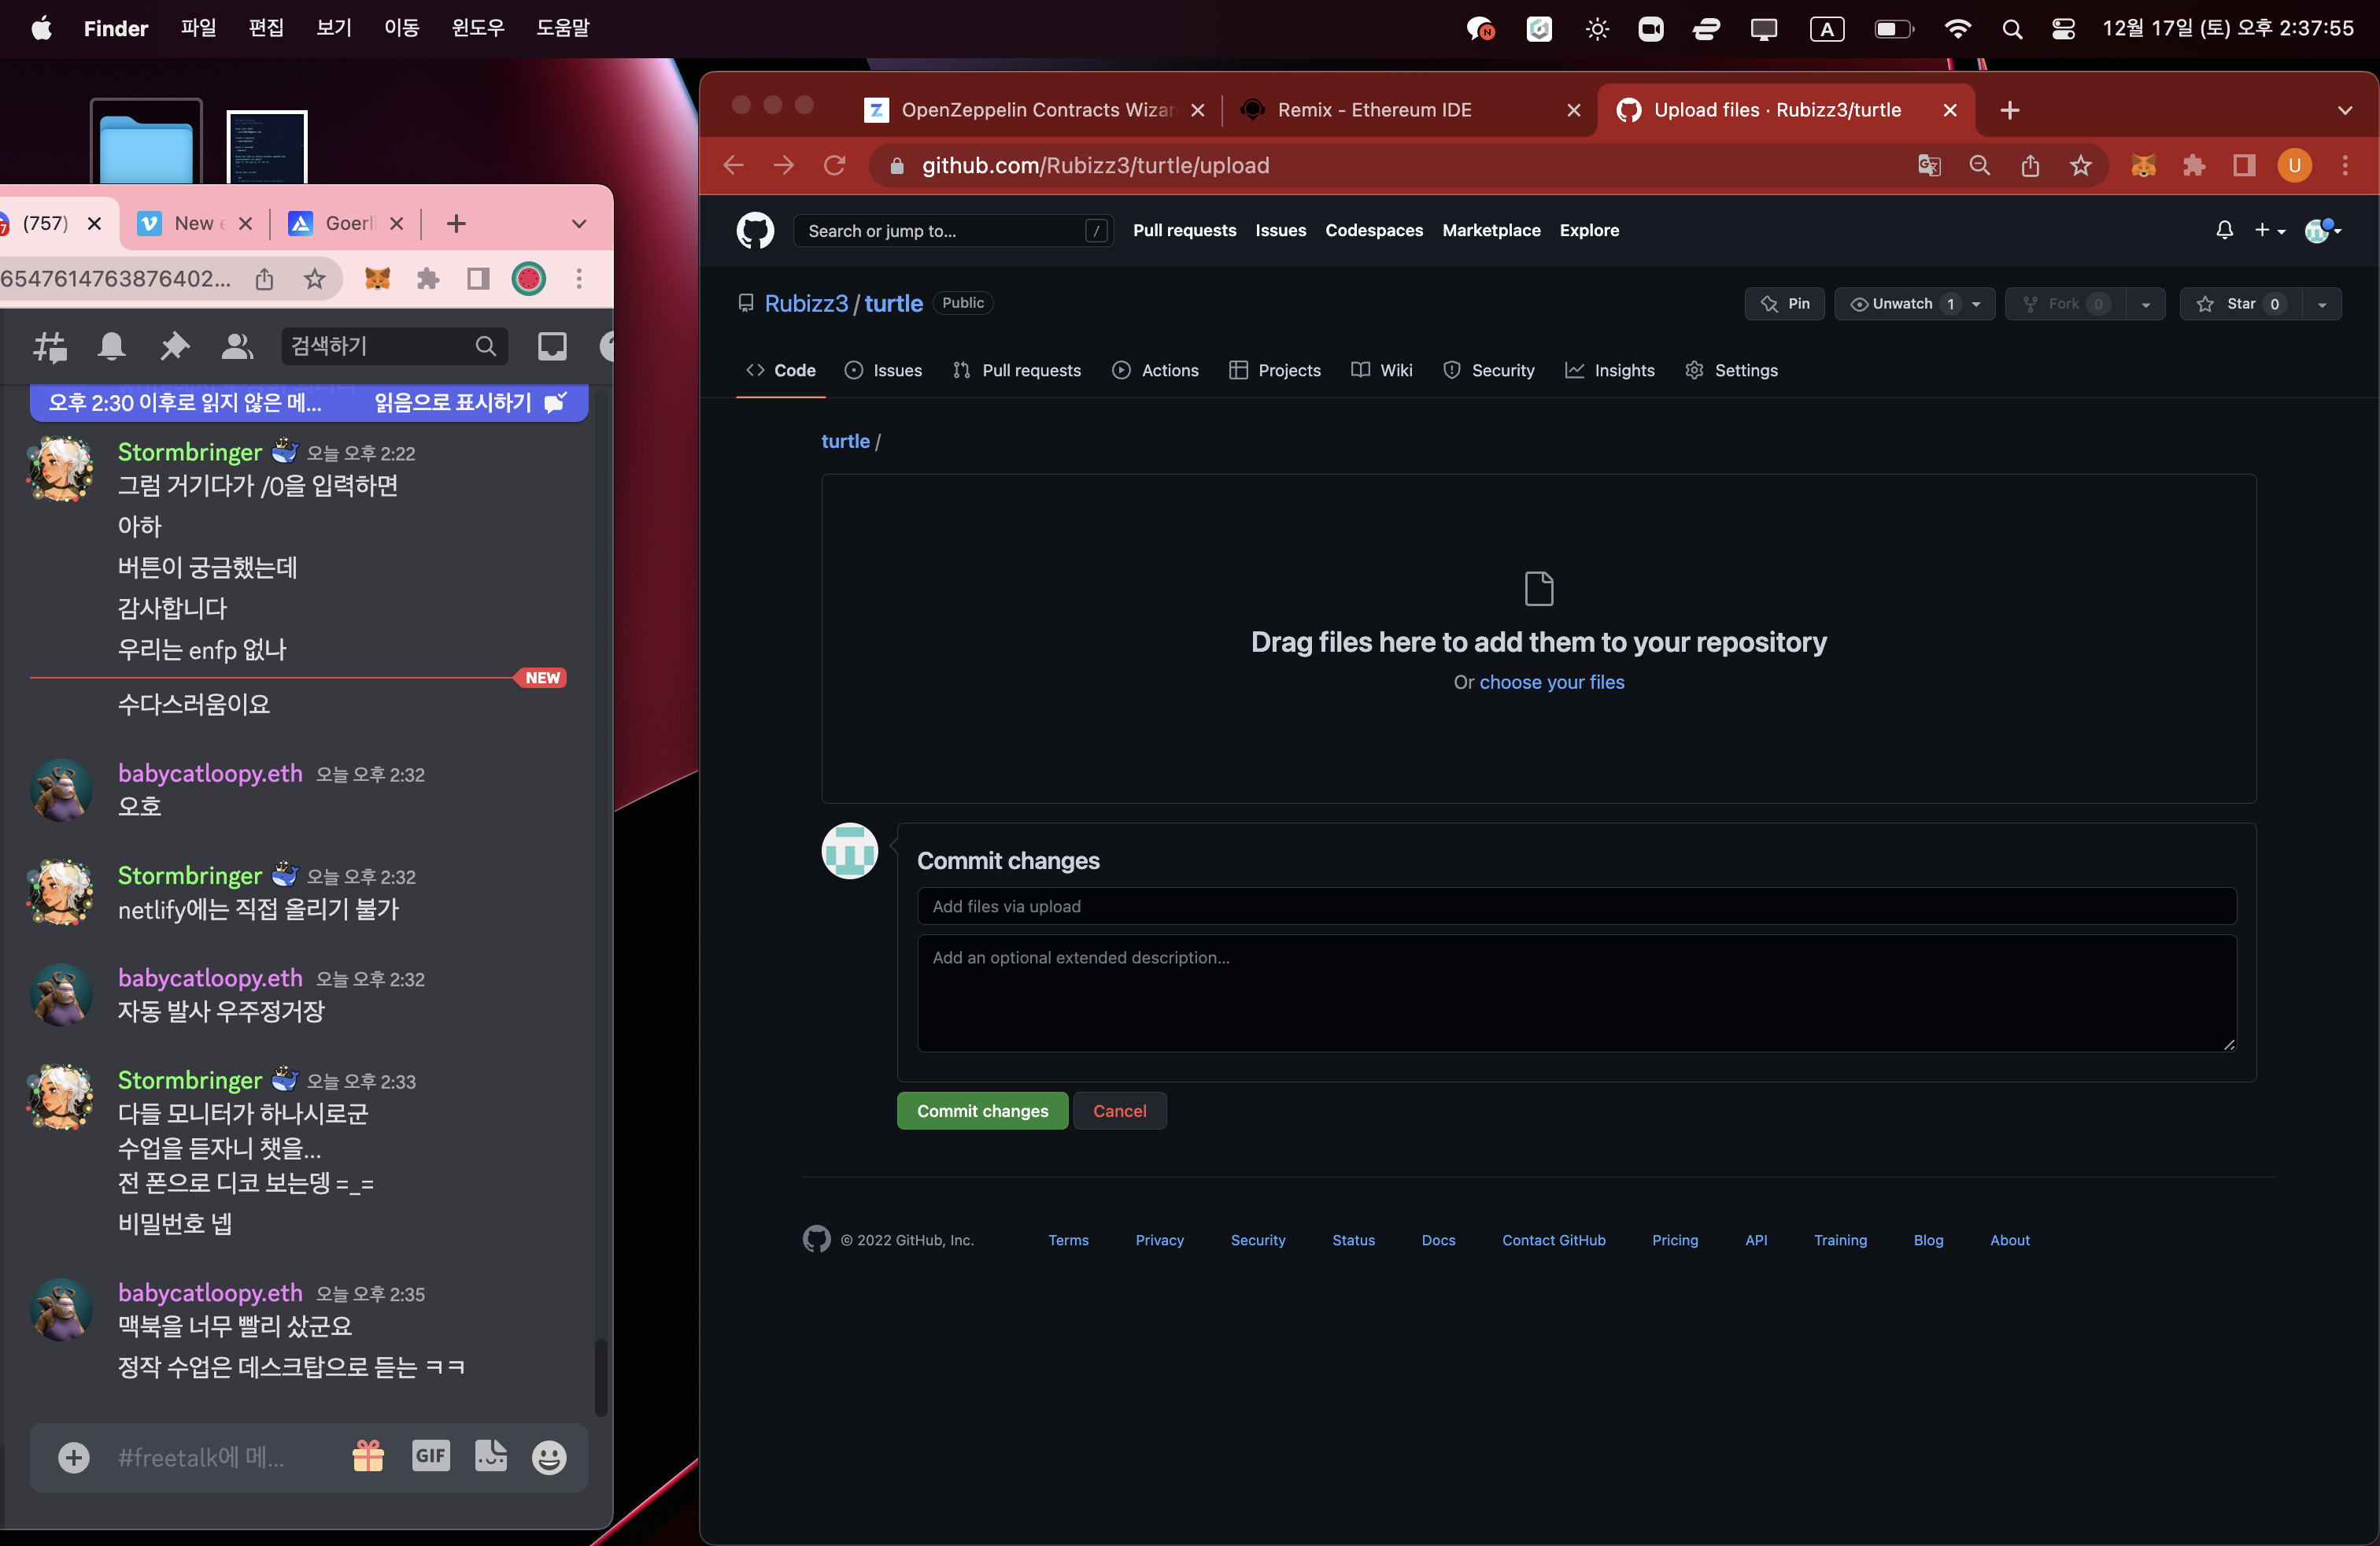 Finder 파일 편집 보기 이동 윈도우 도움말
A 12월 17일 (토) 오후 2:37:55
(757) New Goerli
6547614763876402...
검색하기
오후 2:30 이후로 읽지 않은 메... 읽음으로 표시하기
Stormbringer 오늘 오후 2:22
그럼 거기다가 /0을 입력하면
아하
버튼이 궁금했는데
감사합니다
우리는 enfp 없나
NEW
수다스러움이요
babycatloopy.eth 오늘 오후 2:32
오호
Stormbringer 오늘 오후 2:32
netlify에는 직접 올리기 불가
babycatloopy.eth 오늘 오후 2:32
자동 발사 우주정거장
Stormbringer 오늘 오후 2:33
다들 모니터가 하나시로군
수업을 듣자니 챗을...
전 폰으로 디코 보는뎅 =_=
비밀번호 넵
babycatloopy.eth 오늘 오후 2:35
맥북을 너무 빨리 샀군요
정작 수업은 데스크탑으로 듣는 ㅋㅋ
#freetalk에 메...
GIF
OpenZeppelin Contracts Wizar Remix - Ethereum IDE Upload files · Rubizz3/turtle
github.com/Rubizz3/turtle/upload
U
Search or jump to... / Pull requests Issues Codespaces Marketplace Explore
Rubizz3 / turtle Public
Pin Unwatch 1 Fork 0 Star 0
Code Issues Pull requests Actions Projects Wiki Security Insights Settings
turtle /
Drag files here to add them to your repository
Or choose your files
Commit changes
Add files via upload
Add an optional extended description...
Commit changes Cancel
© 2022 GitHub, Inc. Terms Privacy Security Status Docs Contact GitHub Pricing API Training Blog About